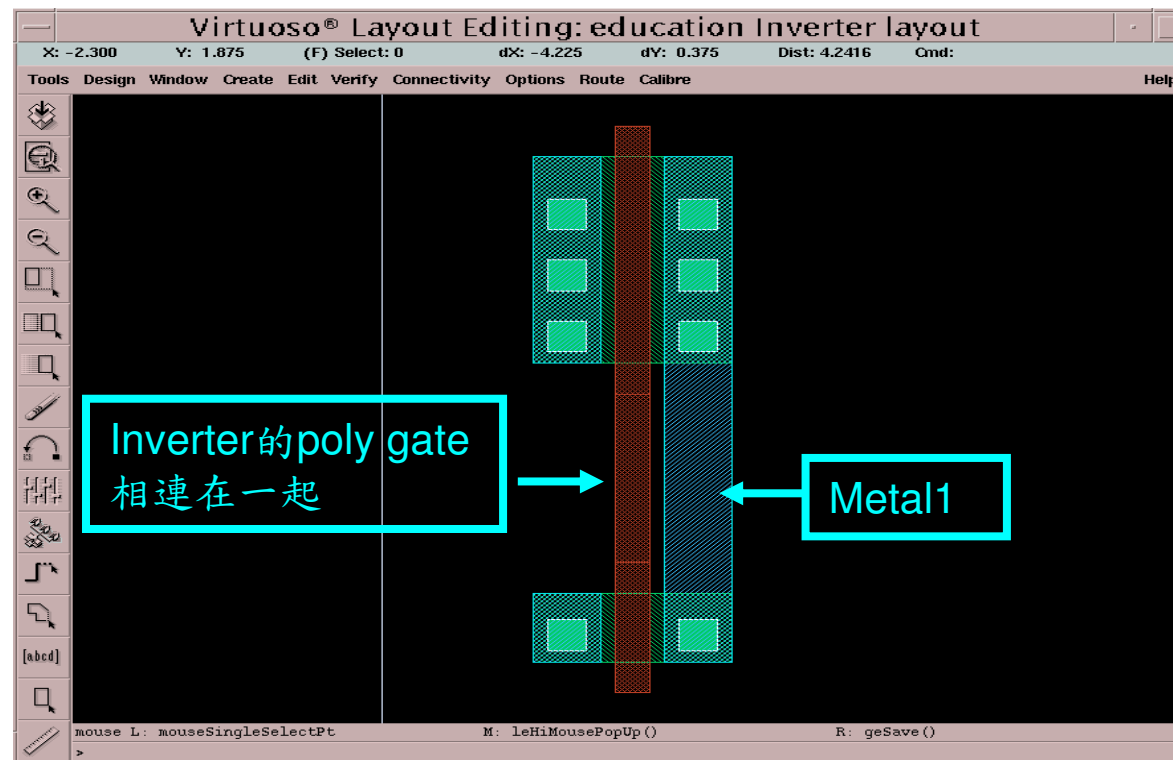 Virtuoso® Layout Editing: education Inverter layout
X: -2.300 Y: 1.875 (F) Select: 0 dX: -4.225 dY: 0.375 Dist: 4.2416 Cmd:
Tools Design Window Create Edit Verify Connectivity Options Route Calibre Help
Inverter的poly gate
相連在一起
Metal1
[abcd]
mouse L: mouseSingleSelectPt M: leHiMousePopUp() R: geSave()
>